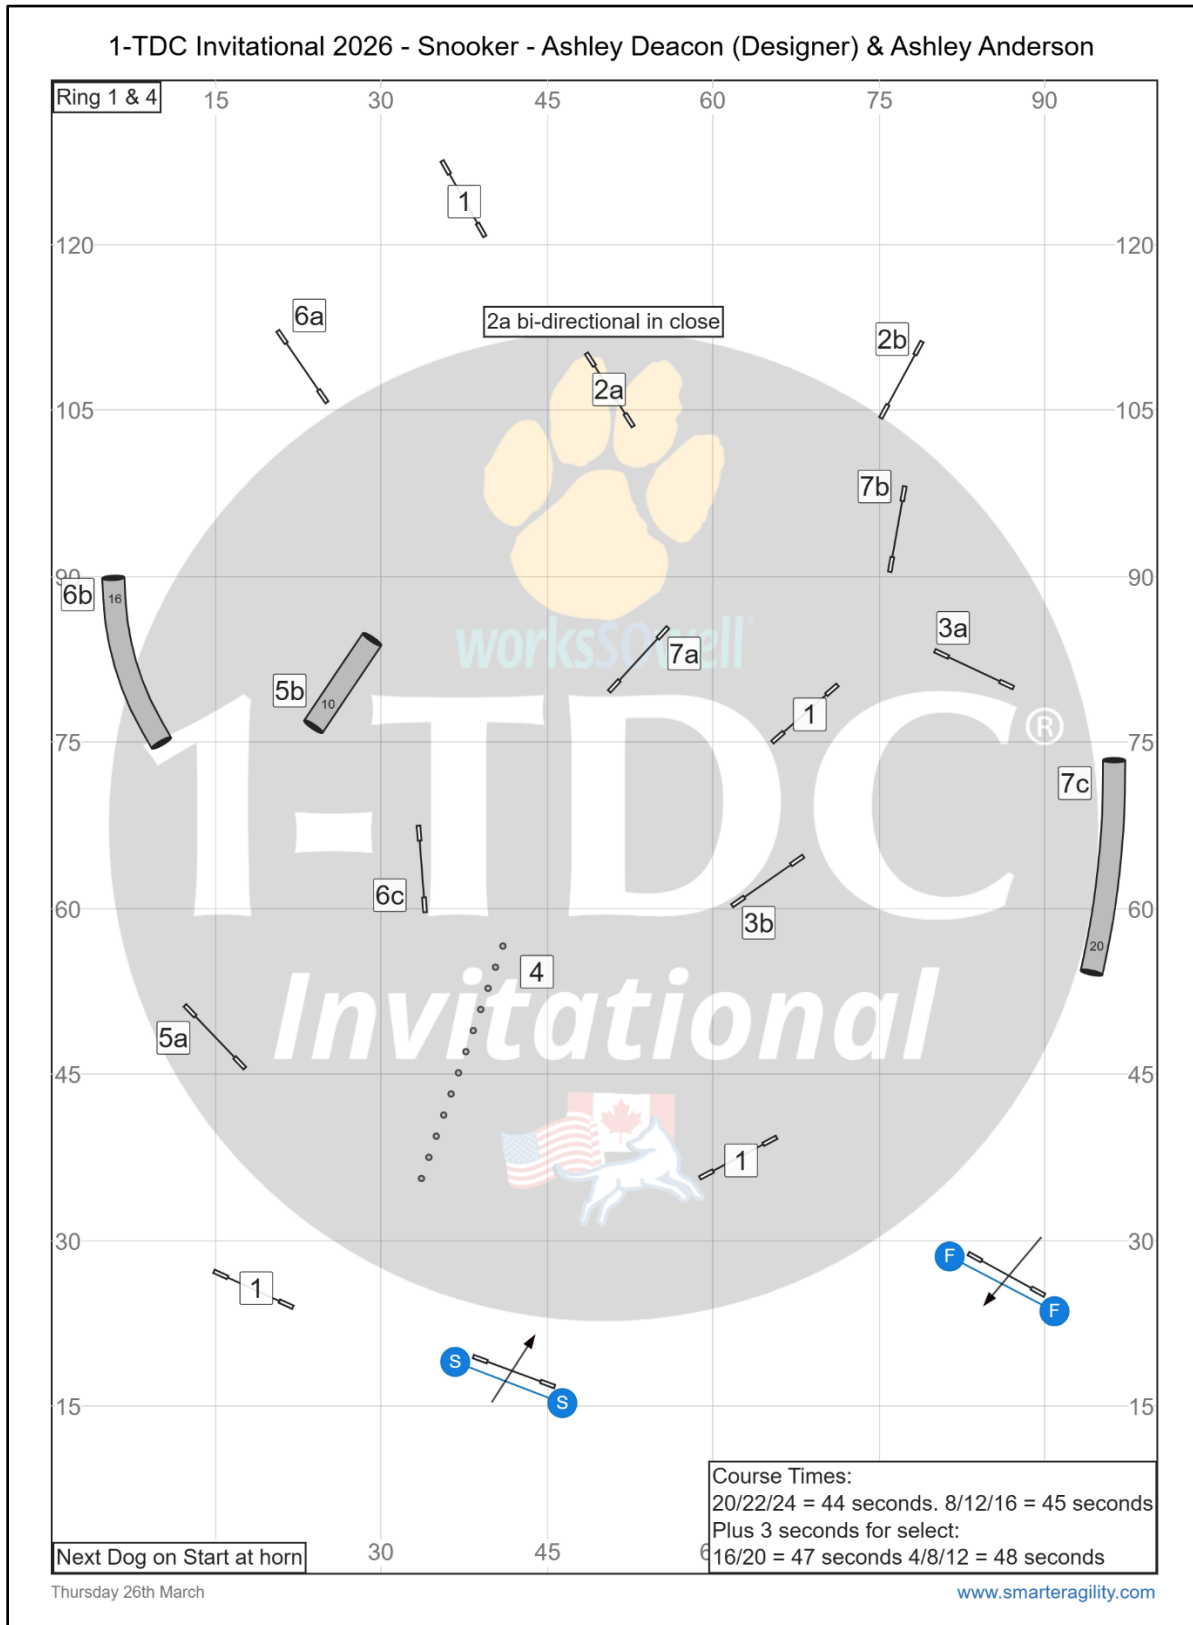 1-TDC Invitational 2026 - Snooker - Ashley Deacon (Designer) & Ashley Anderson
Ring 1 & 4
15 30 45 60 75 90
1
120 120
6a
2a bi-directional in close
2b
2a
105 105
7b
90 90
6b
16
worksSOwell
3a
7a
5b
10
1
1-TDC®
75 75
7c
6c
3b
60 60
20
4
Invitational
5a
45 45
1
30 30
F
1
F
S
S
15 15
Course Times:
20/22/24 = 44 seconds. 8/12/16 = 45 seconds
Plus 3 seconds for select:
16/20 = 47 seconds 4/8/12 = 48 seconds
Next Dog on Start at horn
30 45 6
Thursday 26th March
www.smarteragility.com